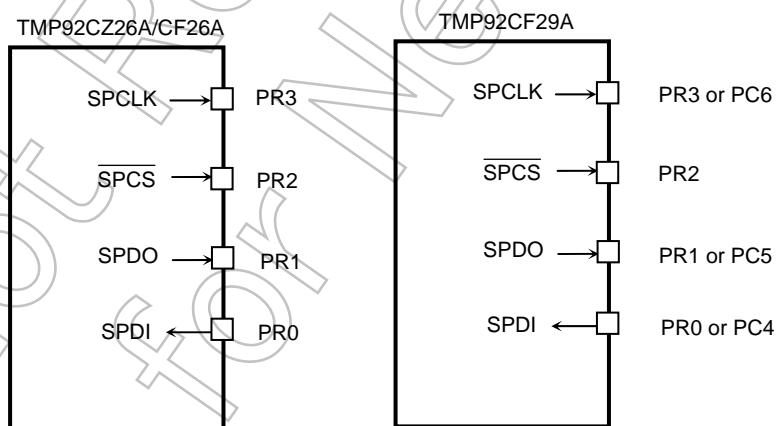 TMP92CZ26A/CF26A
SPCLK PR3
SPCS PR2
SPDO PR1
SPDI PR0
TMP92CF29A
SPCLK PR3 or PC6
SPCS PR2
SPDO PR1 or PC5
SPDI PR0 or PC4